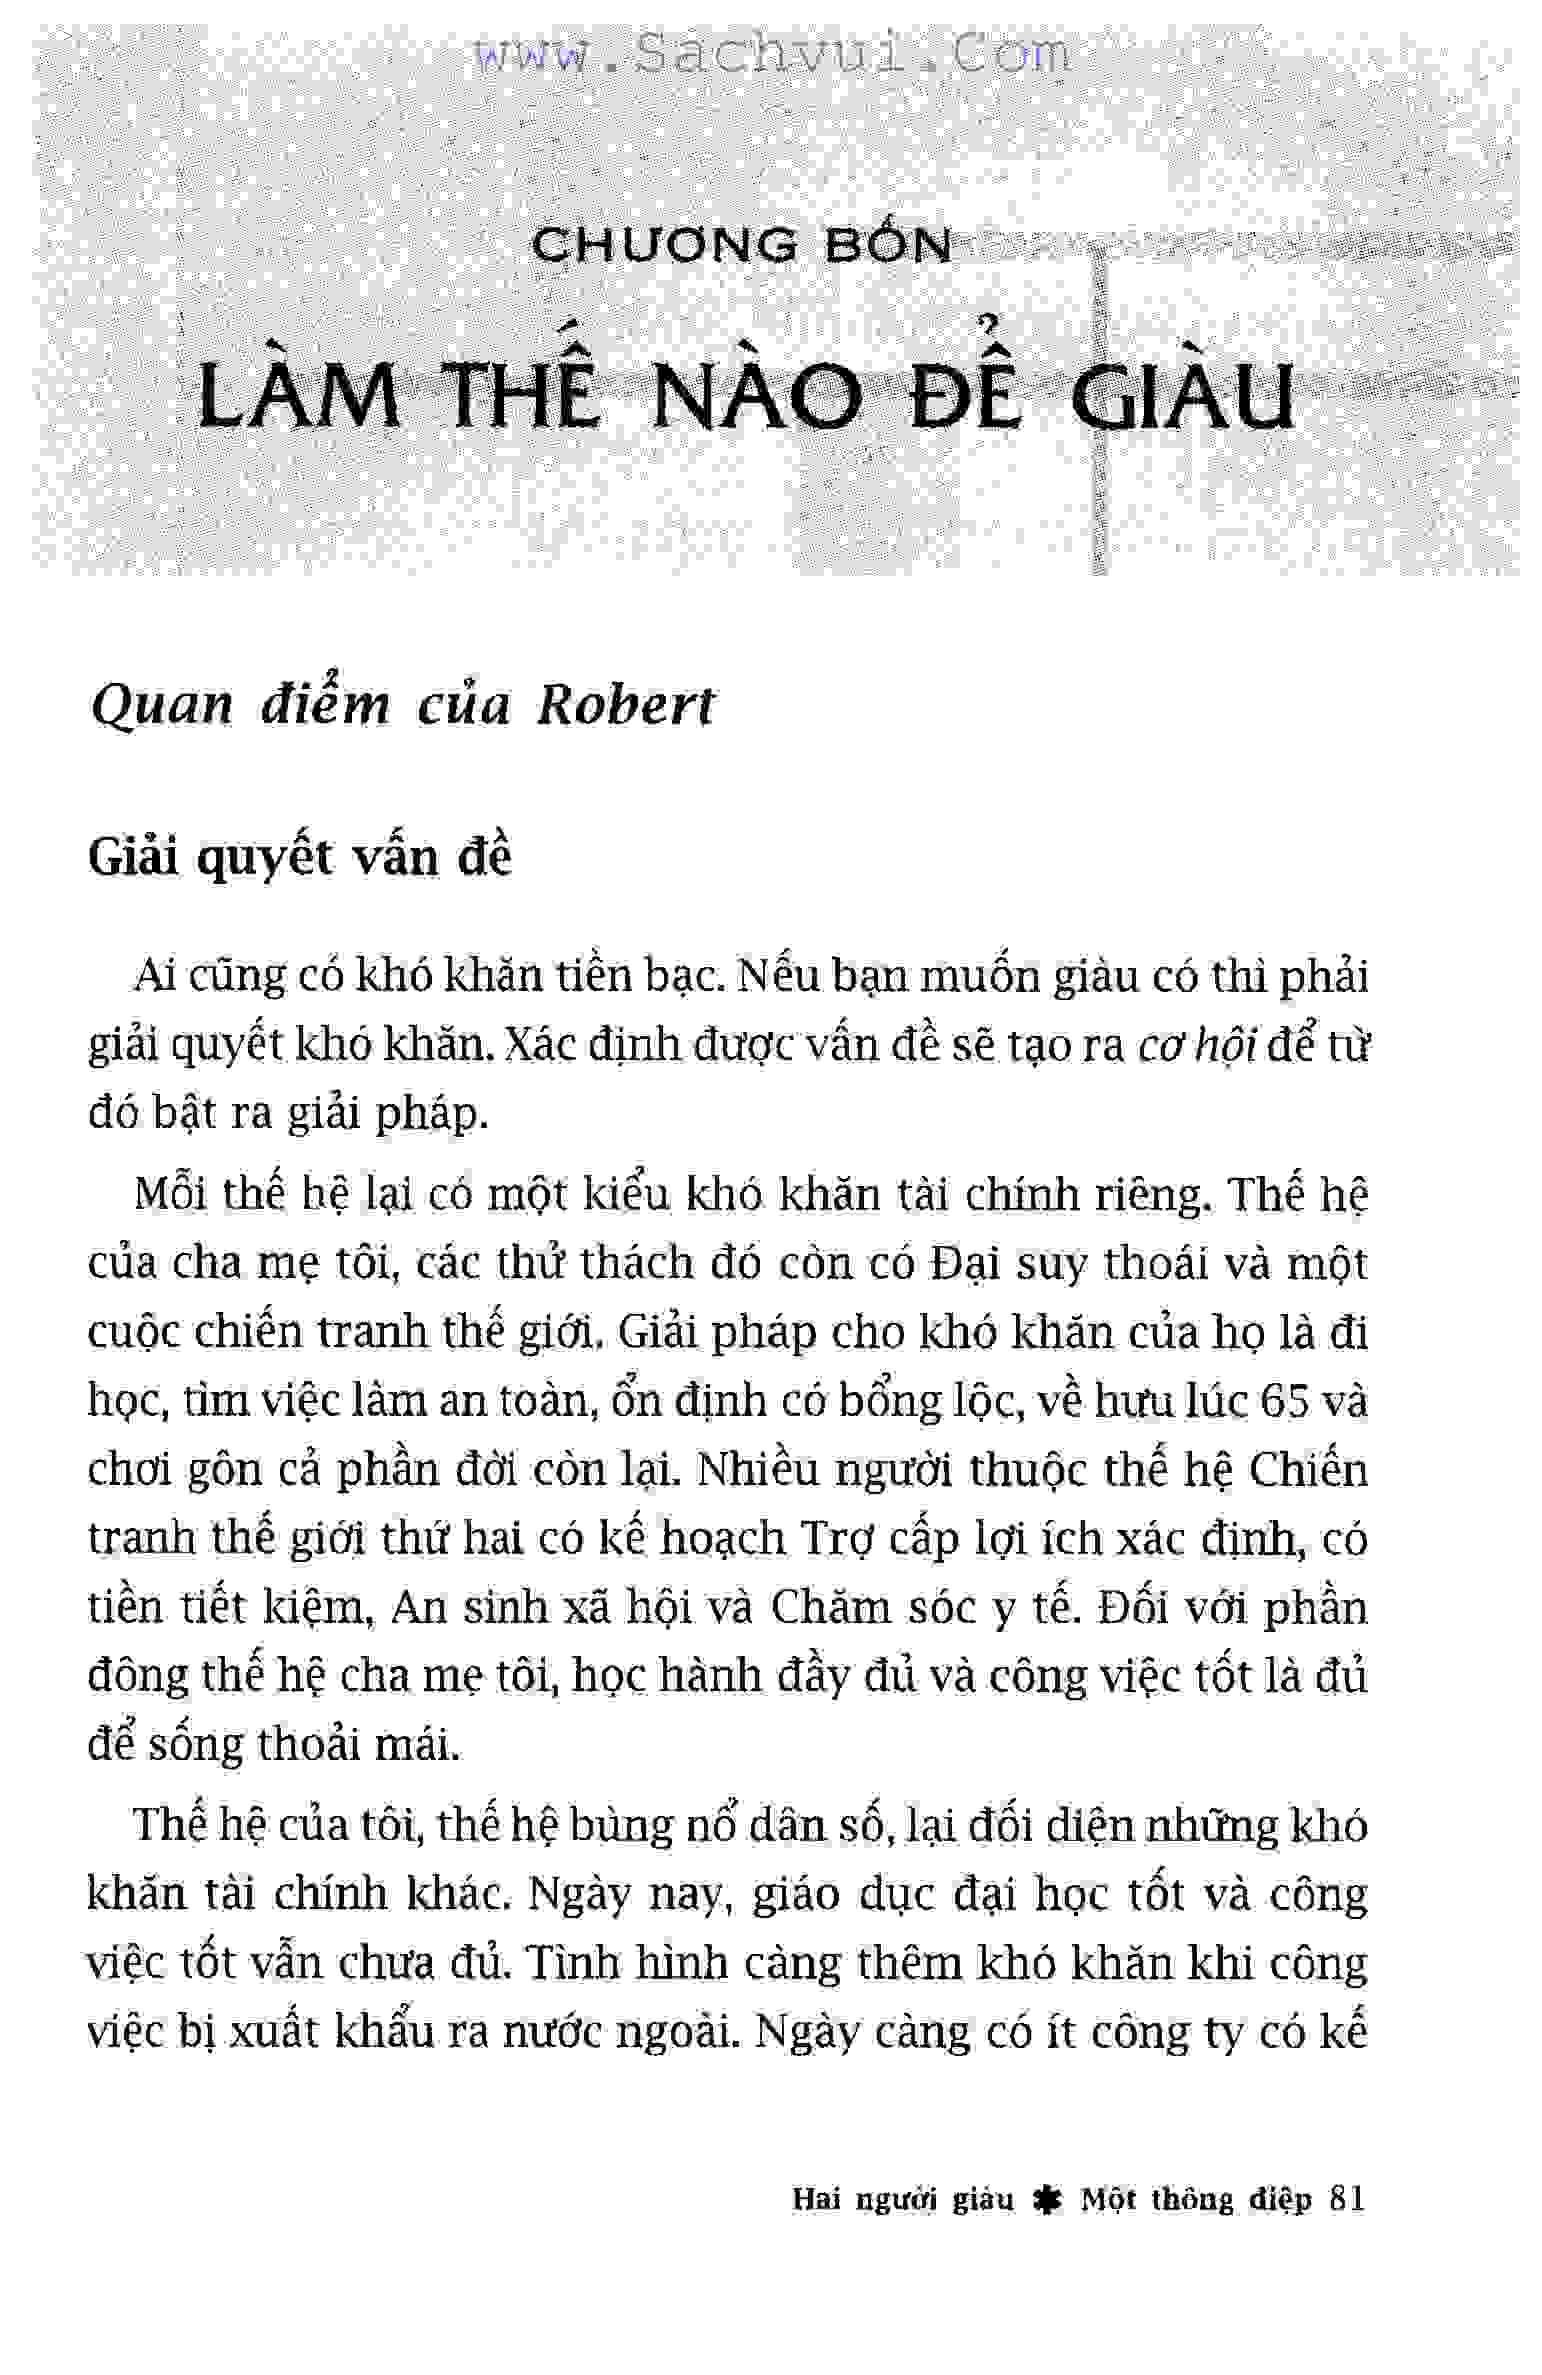 www.Sachvui.Com
CHƯƠNG BỐN
LÀM THẾ NÀO ĐỂ GIÀU
Quan điểm của Robert
Giải quyết vấn đề
Ai cũng có khó khăn tiền bạc. Nếu bạn muốn giàu có thì phải
giải quyết khó khăn. Xác định được vấn đề sẽ tạo ra cơ hội để từ
đó bật ra giải pháp.
Mỗi thế hệ lại có một kiểu khó khăn tài chính riêng. Thế hệ
của cha mẹ tôi, các thử thách đó còn có Đại suy thoái và một
cuộc chiến tranh thế giới. Giải pháp cho khó khăn của họ là đi
học, tìm việc làm an toàn, ổn định có bổng lộc, về hưu lúc 65 và
chơi gôn cả phần đời còn lại. Nhiều người thuộc thế hệ Chiến
tranh thế giới thứ hai có kế hoạch Trợ cấp lợi ích xác định, có
tiền tiết kiệm, An sinh xã hội và Chăm sóc y tế. Đối với phần
đông thế hệ cha mẹ tôi, học hành đầy đủ và công việc tốt là đủ
để sống thoải mái.
Thế hệ của tôi, thế hệ bùng nổ dân số, lại đối diện những khó
khăn tài chính khác. Ngày nay, giáo dục đại học tốt và công
việc tốt vẫn chưa đủ. Tình hình càng thêm khó khăn khi công
việc bị xuất khẩu ra nước ngoài. Ngày càng có ít công ty có kế
Hai người giàu ✱ Một thông điệp 81